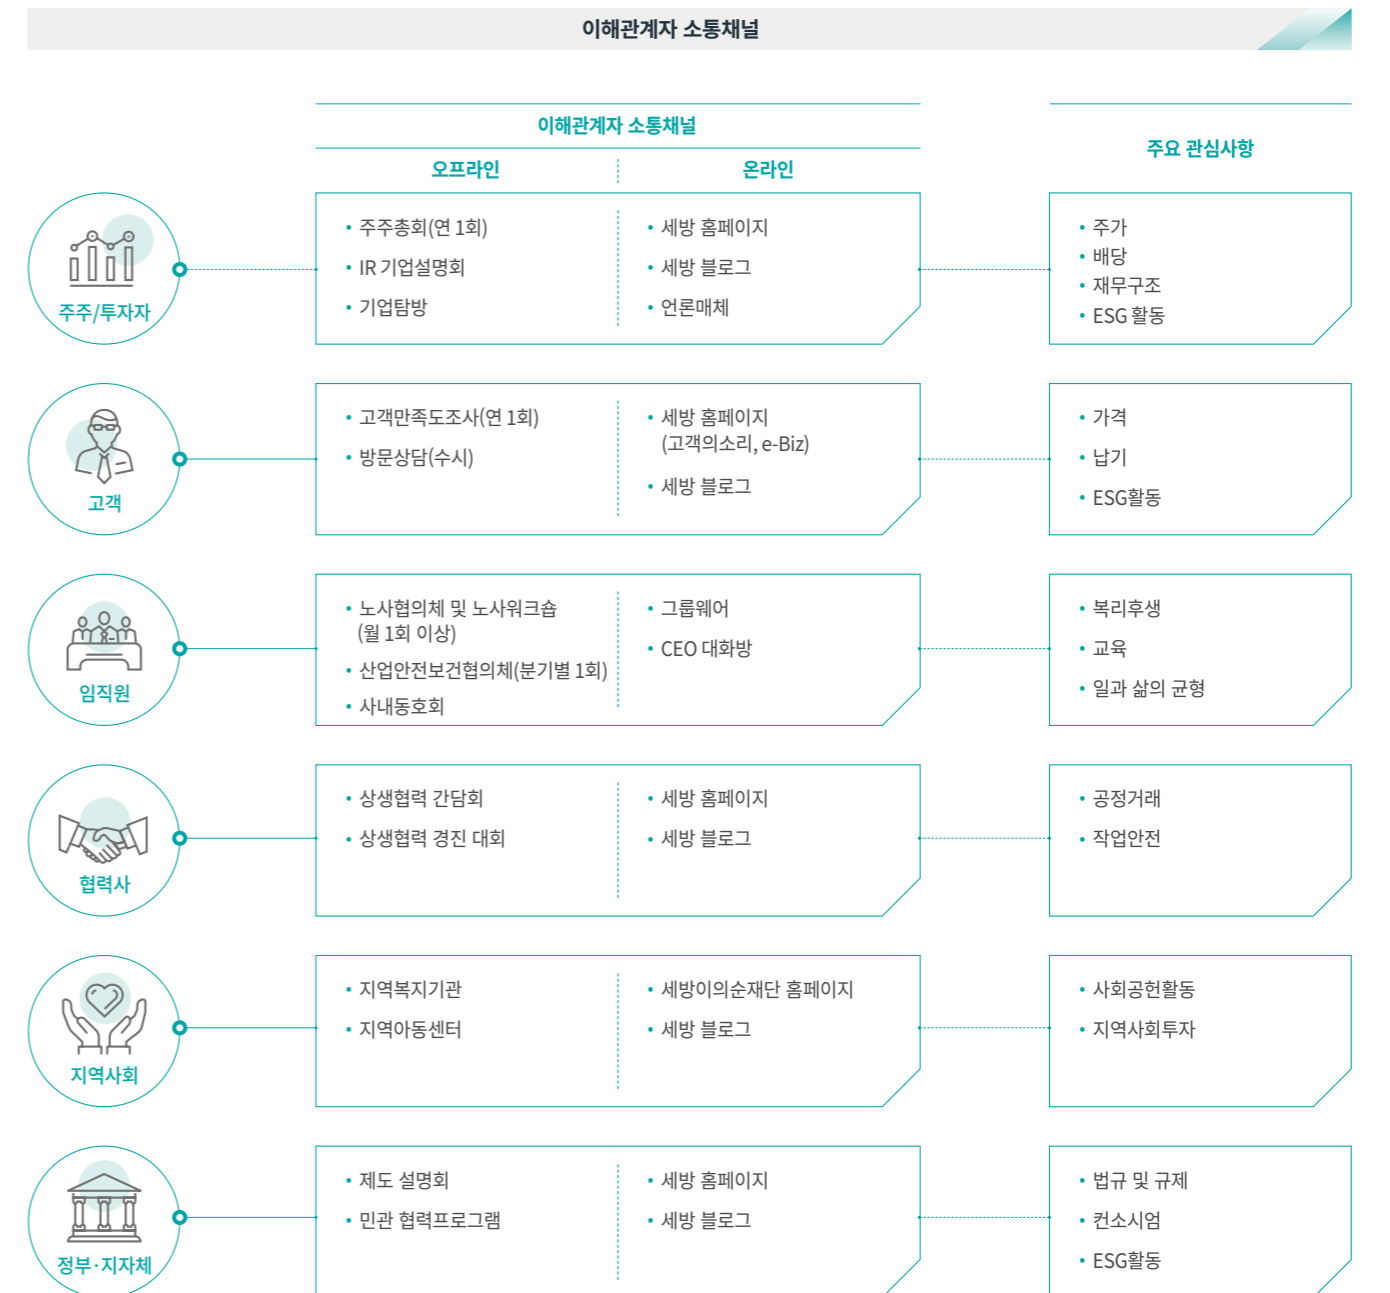 이해관계자 소통채널
이해관계자 소통채널
오프라인
온라인
주요 관심사항
주주/투자자
• 주주총회(연 1회)
• IR 기업설명회
• 기업탐방
• 세방 홈페이지
• 세방 블로그
• 언론매체
• 주가
• 배당
• 재무구조
• ESG 활동
고객
• 고객만족도조사(연 1회)
• 방문상담(수시)
• 세방 홈페이지
(고객의소리, e-Biz)
• 세방 블로그
• 가격
• 납기
• ESG활동
임직원
• 노사협의체 및 노사워크숍
(월 1회 이상)
• 산업안전보건협의체(분기별 1회)
• 사내동호회
• 그룹웨어
• CEO 대화방
• 복리후생
• 교육
• 일과 삶의 균형
협력사
• 상생협력 간담회
• 상생협력 경진 대회
• 세방 홈페이지
• 세방 블로그
• 공정거래
• 작업안전
지역사회
• 지역복지기관
• 지역아동센터
• 세방이의순재단 홈페이지
• 세방 블로그
• 사회공헌활동
• 지역사회투자
정부·지자체
• 제도 설명회
• 민관 협력프로그램
• 세방 홈페이지
• 세방 블로그
• 법규 및 규제
• 컨소시엄
• ESG활동